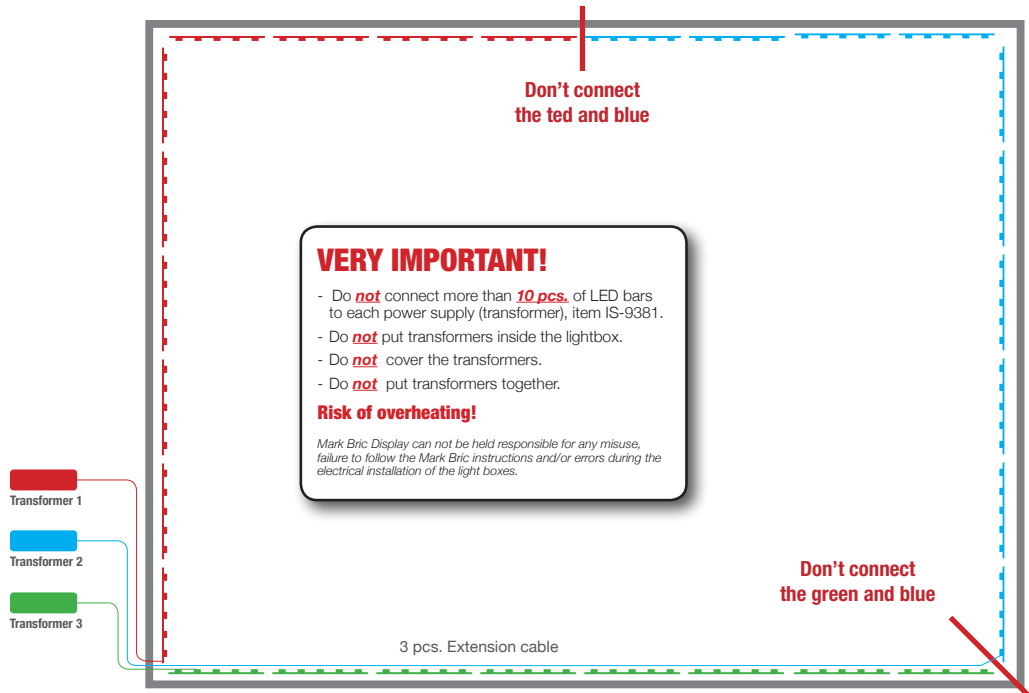 Don't connect
the ted and blue
VERY IMPORTANT!
- Do not connect more than 10 pcs. of LED bars
to each power supply (transformer), item IS-9381.
- Do not put transformers inside the lightbox.
- Do not cover the transformers.
- Do not put transformers together.
Risk of overheating!
Mark Bric Display can not be held responsible for any misuse,
failure to follow the Mark Bric instructions and/or errors during the
electrical installation of the light boxes.
Transformer 1
Transformer 2
Transformer 3
Don't connect
the green and blue
3 pcs. Extension cable